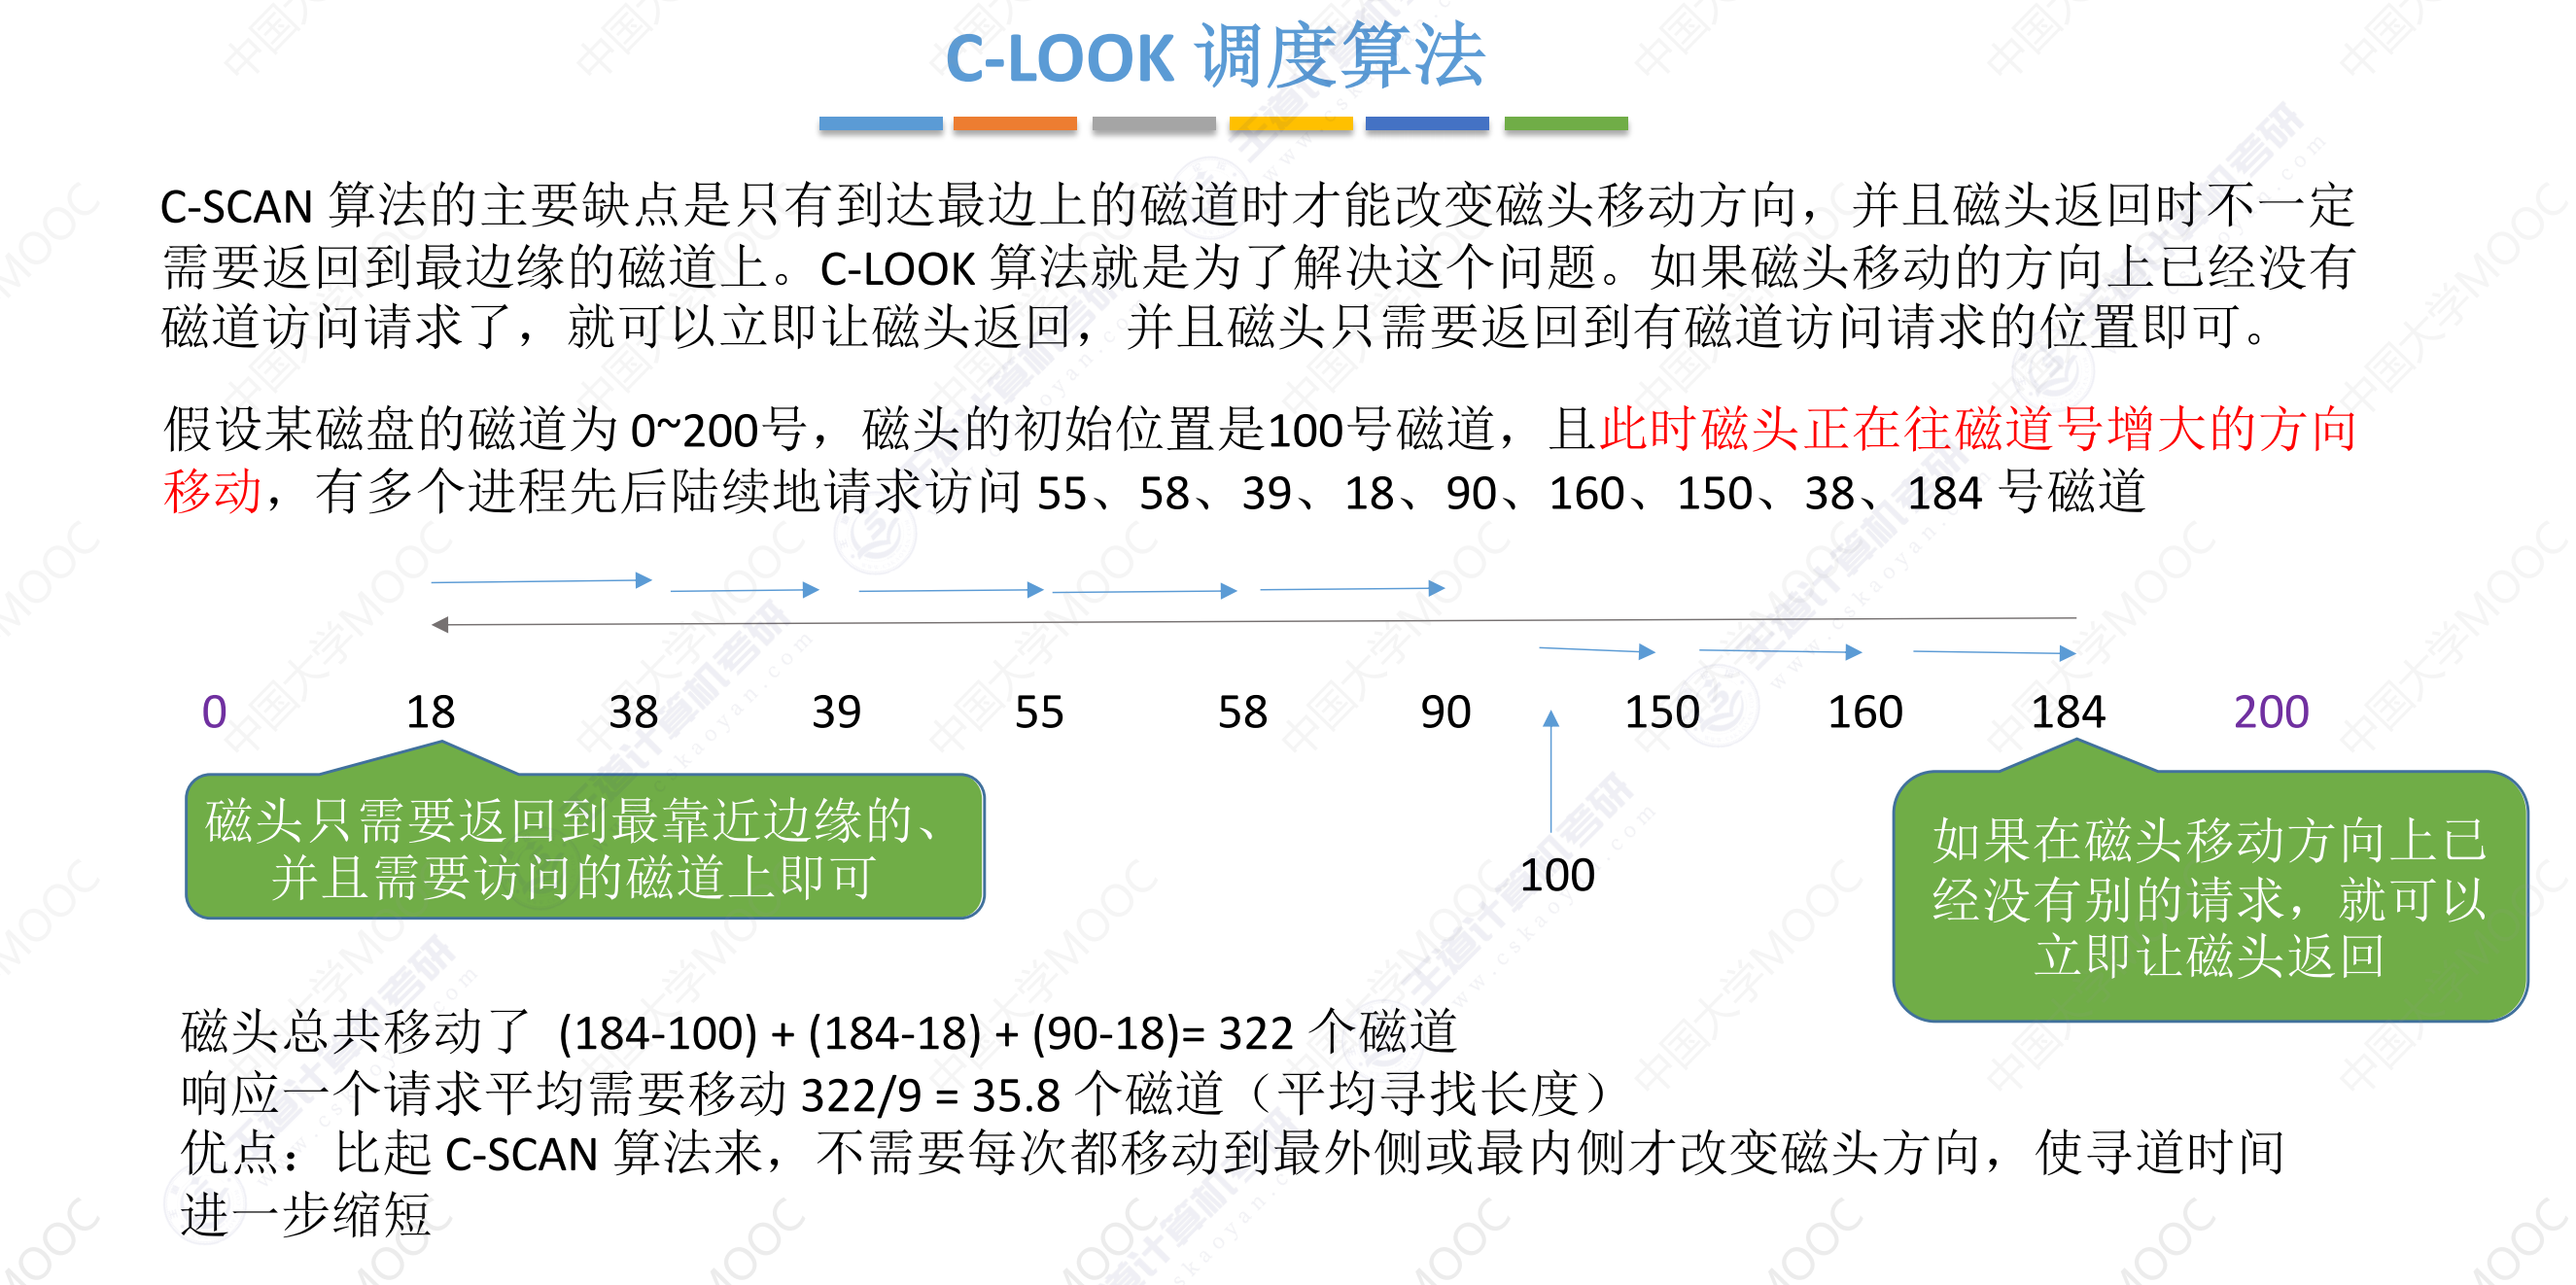 C-LOOK 调度算法
C-SCAN 算法的主要缺点是只有到达最边上的磁道时才能改变磁头移动方向，并且磁头返回时不一定
需要返回到最边缘的磁道上。C-LOOK 算法就是为了解决这个问题。如果磁头移动的方向上已经没有
磁道访问请求了，就可以立即让磁头返回，并且磁头只需要返回到有磁道访问请求的位置即可。
假设某磁盘的磁道为 0~200号，磁头的初始位置是100号磁道，且此时磁头正在往磁道号增大的方向
移动，有多个进程先后陆续地请求访问 55、58、39、18、90、160、150、38、184 号磁道
0 18 38 39 55 58 90 150 160 184 200
磁头只需要返回到最靠近边缘的、
并且需要访问的磁道上即可
100
如果在磁头移动方向上已
经没有别的请求，就可以
立即让磁头返回
磁头总共移动了 (184-100) + (184-18) + (90-18)= 322 个磁道
响应一个请求平均需要移动 322/9 = 35.8 个磁道（平均寻找长度）
优点：比起 C-SCAN 算法来，不需要每次都移动到最外侧或最内侧才改变磁头方向，使寻道时间
进一步缩短
中国大学MOOC
王道计算机考研
www.cskaoyan.com